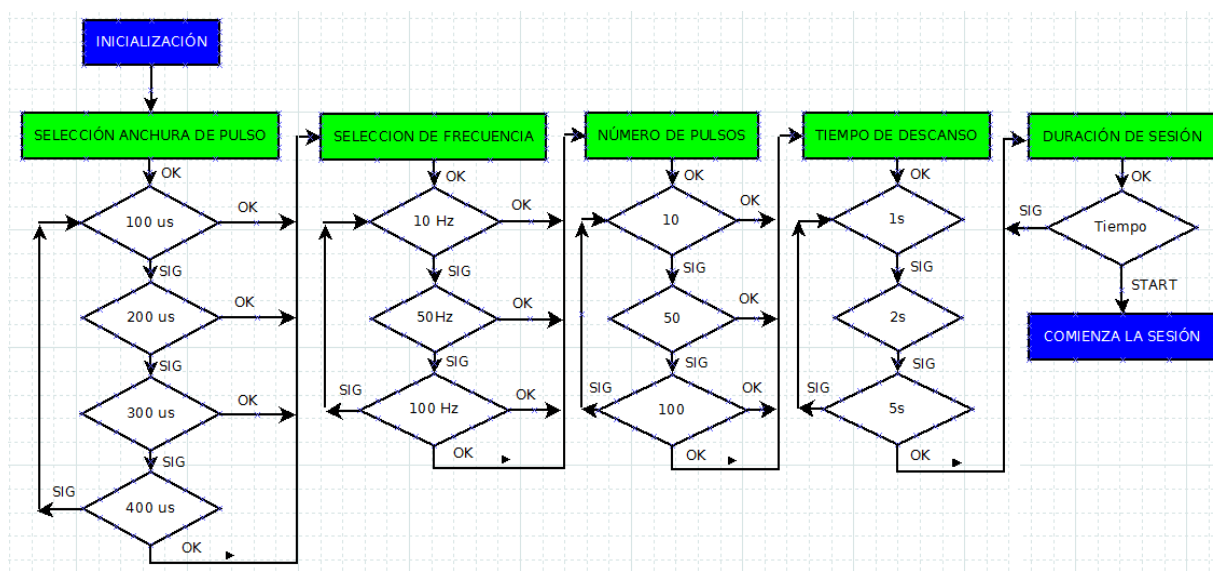 INICIALIZACIÓN
SELECCIÓN ANCHURA DE PULSO
OK
100 us
OK
SIG
200 us
OK
SIG
300 us
OK
SIG
400 us
SIG
OK
SELECCION DE FRECUENCIA
OK
10 Hz
OK
SIG
50Hz
OK
SIG
100 Hz
OK
SIG
OK
NÚMERO DE PULSOS
OK
10
OK
SIG
50
OK
SIG
100
OK
SIG
OK
TIEMPO DE DESCANSO
OK
1s
SIG
2s
SIG
5s
SIG
OK
DURACIÓN DE SESIÓN
OK
SIG
Tiempo
START
COMIENZA LA SESIÓN